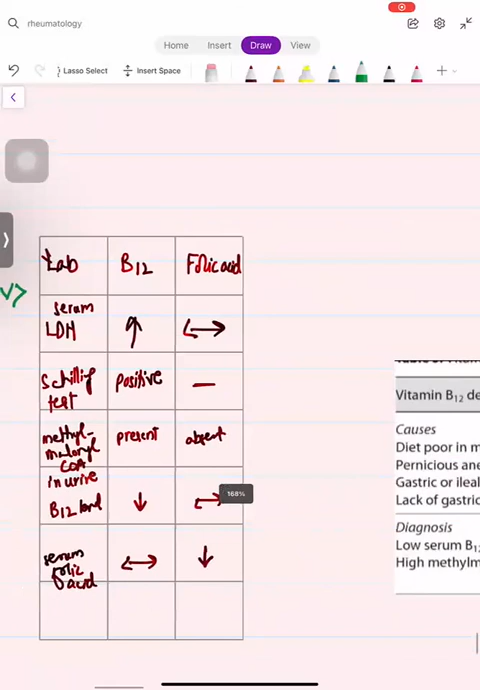 rheumatology
Home Insert Draw View
Lasso Select Insert Space
Lab B12 Folic acid
serum
LDH ↑ ↔
Schilling
test positive —
methyl-
malonyl
COA
in urine present absent
B12 level ↓ ↔
168%
serum
folic
acid ↔ ↓
V>
Vitamin B12 de
Causes
Diet poor in m
Pernicious ane
Gastric or ileal
Lack of gastric
Diagnosis
Low serum B12
High methylm